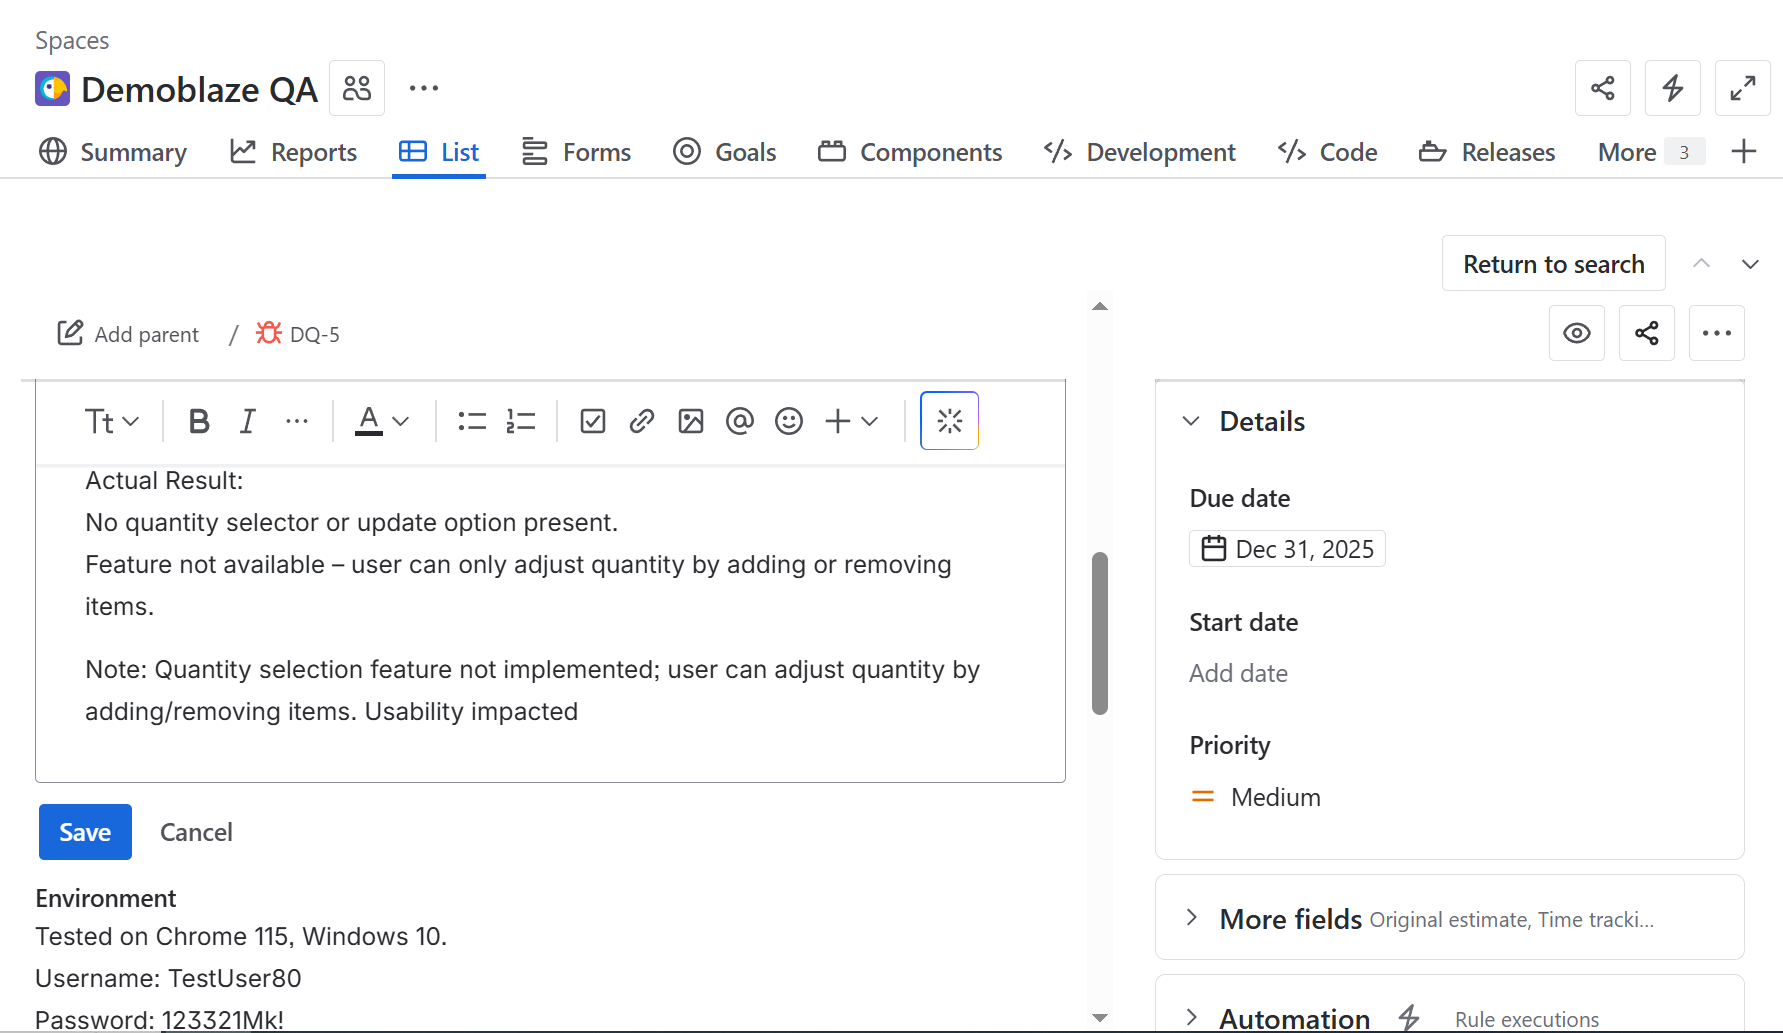 Spaces
Demoblaze QA
Summary Reports List Forms Goals Components Development Code Releases More 3
Return to search
Add parent / DQ-5
Tt B I A
Details
Actual Result:
No quantity selector or update option present.
Feature not available – user can only adjust quantity by adding or removing
items.
Note: Quantity selection feature not implemented; user can adjust quantity by
adding/removing items. Usability impacted
Save Cancel
Environment
Tested on Chrome 115, Windows 10.
Username: TestUser80
Password: 123321Mk!
Due date
Dec 31, 2025
Start date
Add date
Priority
Medium
More fields Original estimate, Time tracki...
Automation Rule executions